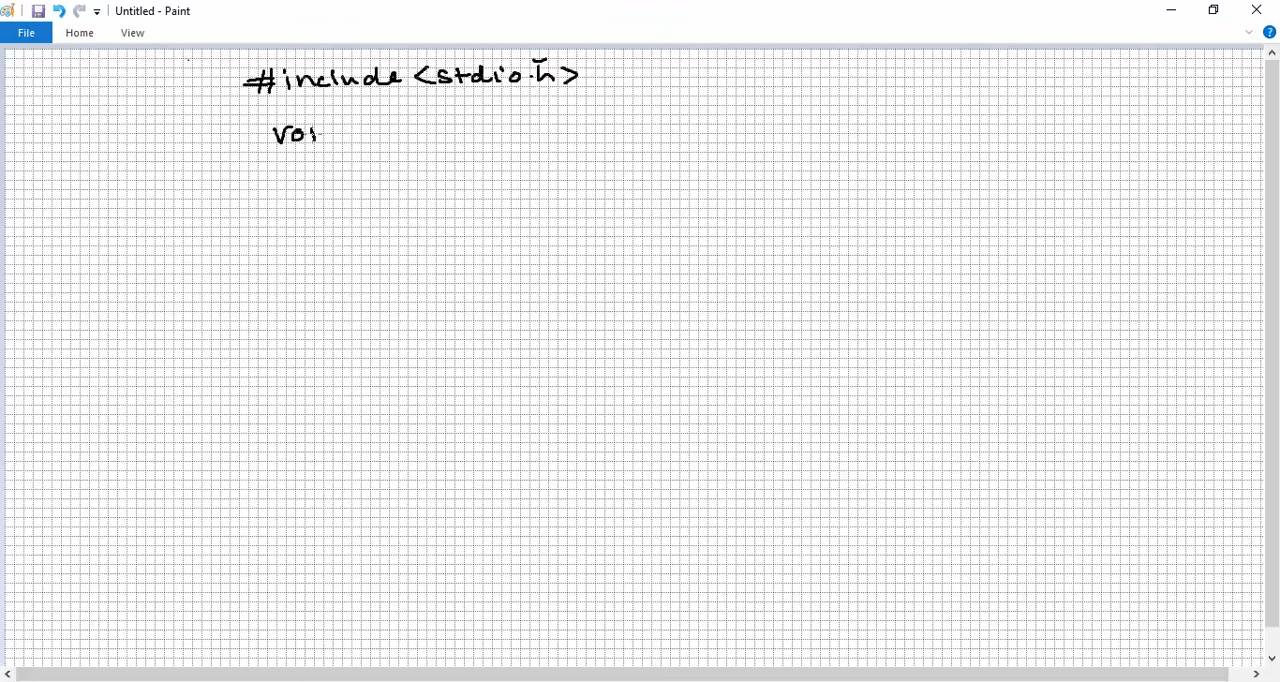 Untitled - Paint
File Home View
#include <stdio.h>
voi